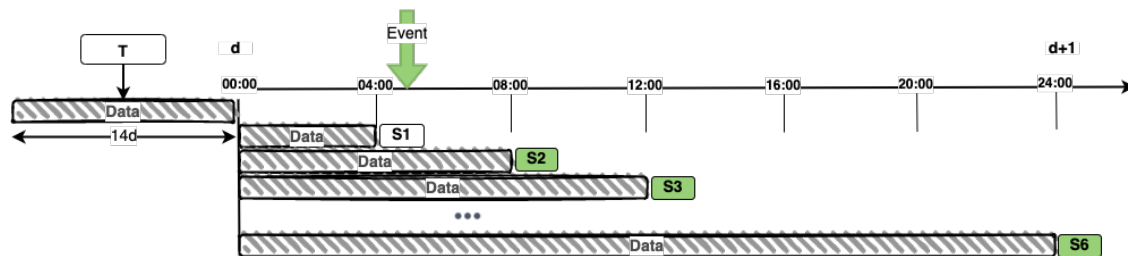 Event
T
d
d+1
00:00
04:00
08:00
12:00
16:00
20:00
24:00
Data
14d
Data
S1
Data
S2
Data
S3
Data
S6